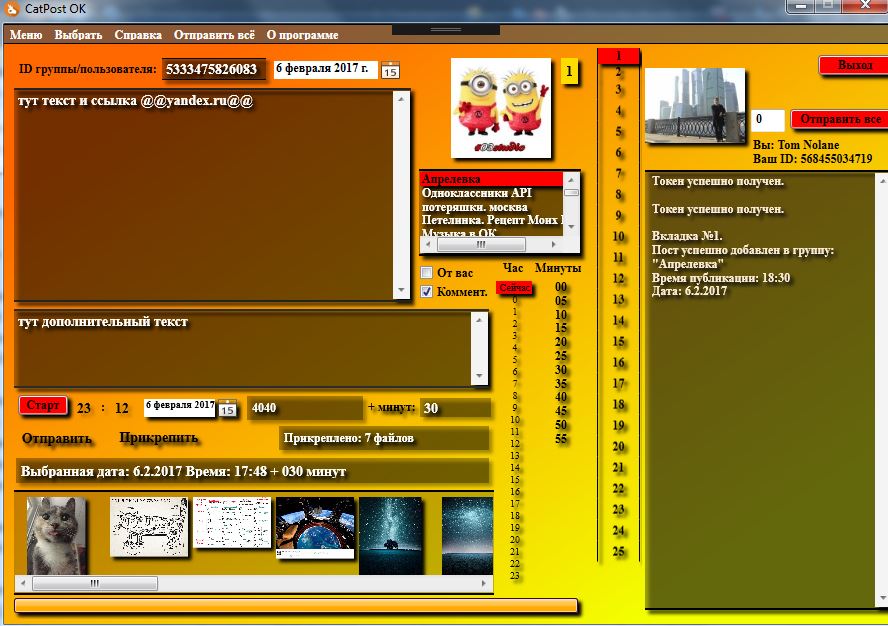 CatPost OK
Меню Выбрать Справка Отправить всё О программе
ID группы/пользователя: 5333475826083 6 февраля 2017 г. 15
1
тут текст и ссылка @@yandex.ru@@
Апрелевка
Одноклассники API
потеряшки. москва
Петелинка. Рецепт Моих
Музыка в ОК
От вас
Коммент.
Час Минуты
Сейчас
0
1
2
3
4
5
6
7
8
9
10
11
12
13
14
15
16
17
18
19
20
21
22
23
00
05
10
15
20
25
30
35
40
45
50
55
1
2
3
4
5
6
7
8
9
10
11
12
13
14
15
16
17
18
19
20
21
22
23
24
25
Выход
0 Отправить все
Вы: Tom Nolane
Ваш ID: 568455034719
Токен успешно получен.
Токен успешно получен.
Вкладка №1.
Пост успешно добавлен в группу:
"Апрелевка"
Время публикации: 18:30
Дата: 6.2.2017
тут дополнительный текст
Старт 23 : 12 6 февраля 2017 15 4040 + минут: 30
Отправить Прикрепить Прикреплено: 7 файлов
Выбранная дата: 6.2.2017 Время: 17:48 + 030 минут